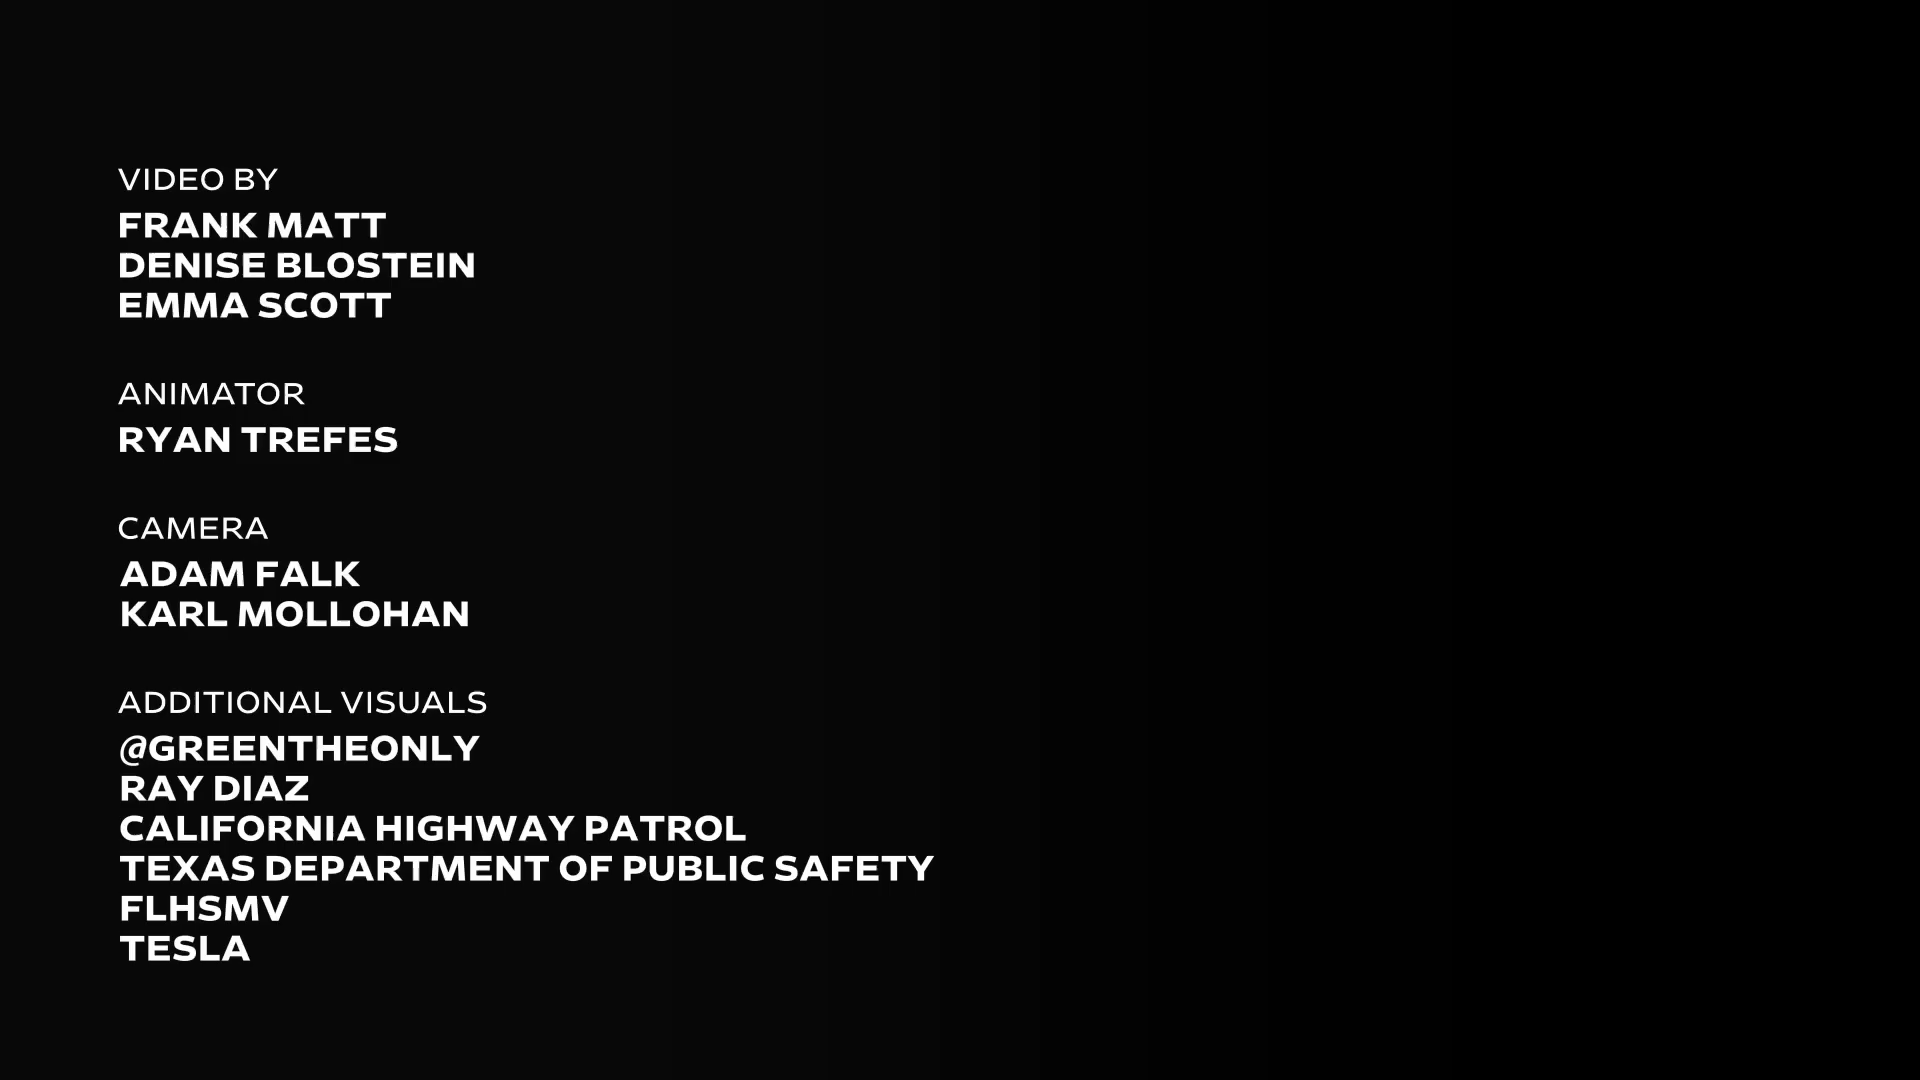 VIDEO BY
FRANK MATT
DENISE BLOSTEIN
EMMA SCOTT
ANIMATOR
RYAN TREFES
CAMERA
ADAM FALK
KARL MOLLOHAN
ADDITIONAL VISUALS
@GREENTHEONLY
RAY DIAZ
CALIFORNIA HIGHWAY PATROL
TEXAS DEPARTMENT OF PUBLIC SAFETY
FLHSMV
TESLA